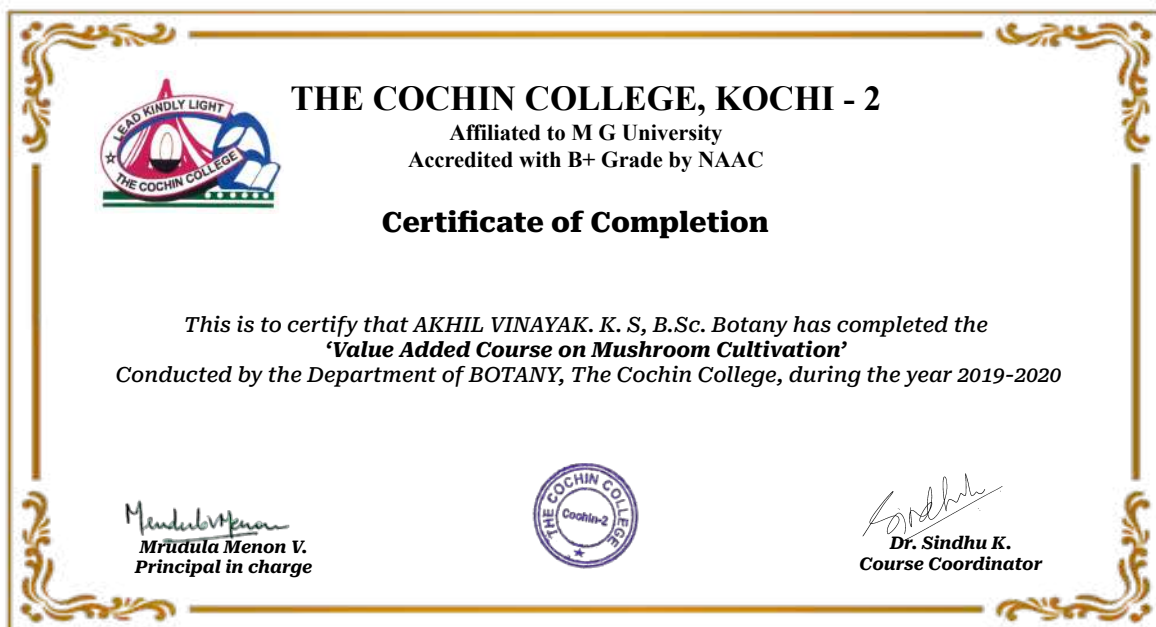 THE COCHIN COLLEGE, KOCHI - 2
Affiliated to M G University
Accredited with B+ Grade by NAAC
LEAD KINDLY LIGHT
THE COCHIN COLLEGE
Certificate of Completion
This is to certify that AKHIL VINAYAK. K. S, B.Sc. Botany has completed the
‘Value Added Course on Mushroom Cultivation’
Conducted by the Department of BOTANY, The Cochin College, during the year 2019-2020
THE COCHIN COLLEGE
Cochin-2
Mrudula Menon V.
Principal in charge
Sindhu
Dr. Sindhu K.
Course Coordinator